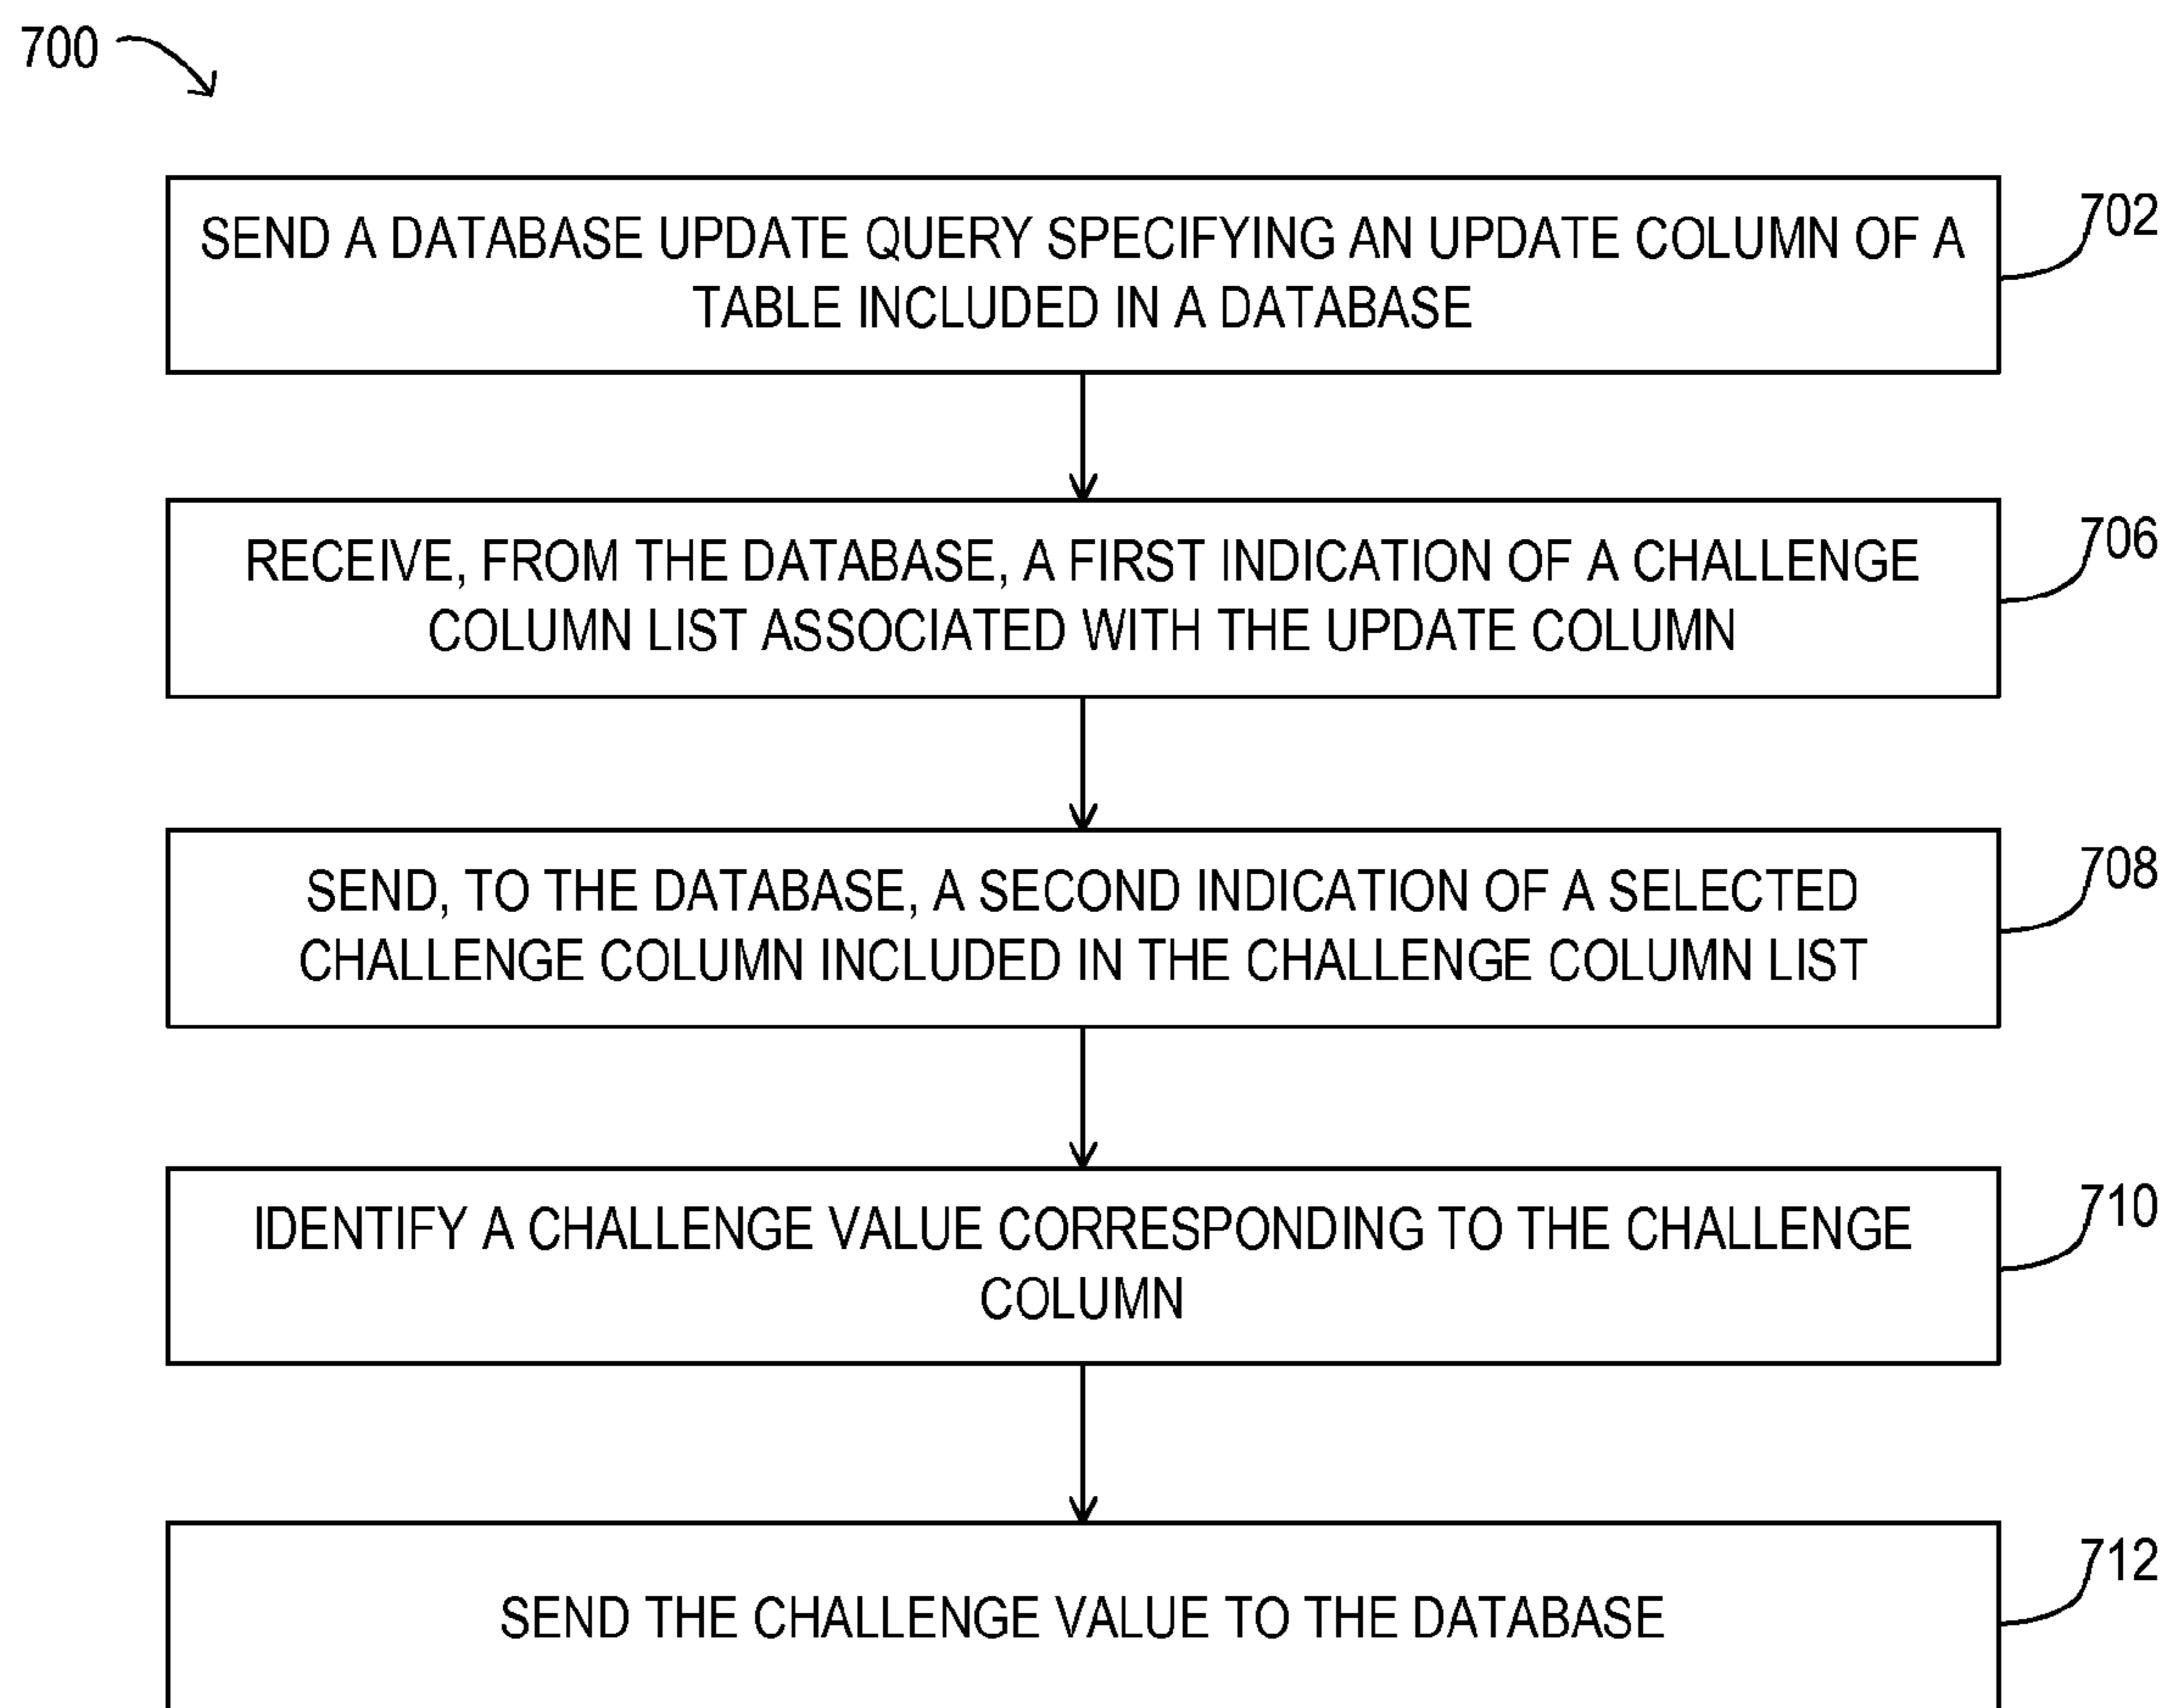 700
SEND A DATABASE UPDATE QUERY SPECIFYING AN UPDATE COLUMN OF A
TABLE INCLUDED IN A DATABASE
702
RECEIVE, FROM THE DATABASE, A FIRST INDICATION OF A CHALLENGE
COLUMN LIST ASSOCIATED WITH THE UPDATE COLUMN
706
SEND, TO THE DATABASE, A SECOND INDICATION OF A SELECTED
CHALLENGE COLUMN INCLUDED IN THE CHALLENGE COLUMN LIST
708
IDENTIFY A CHALLENGE VALUE CORRESPONDING TO THE CHALLENGE
COLUMN
710
SEND THE CHALLENGE VALUE TO THE DATABASE
712